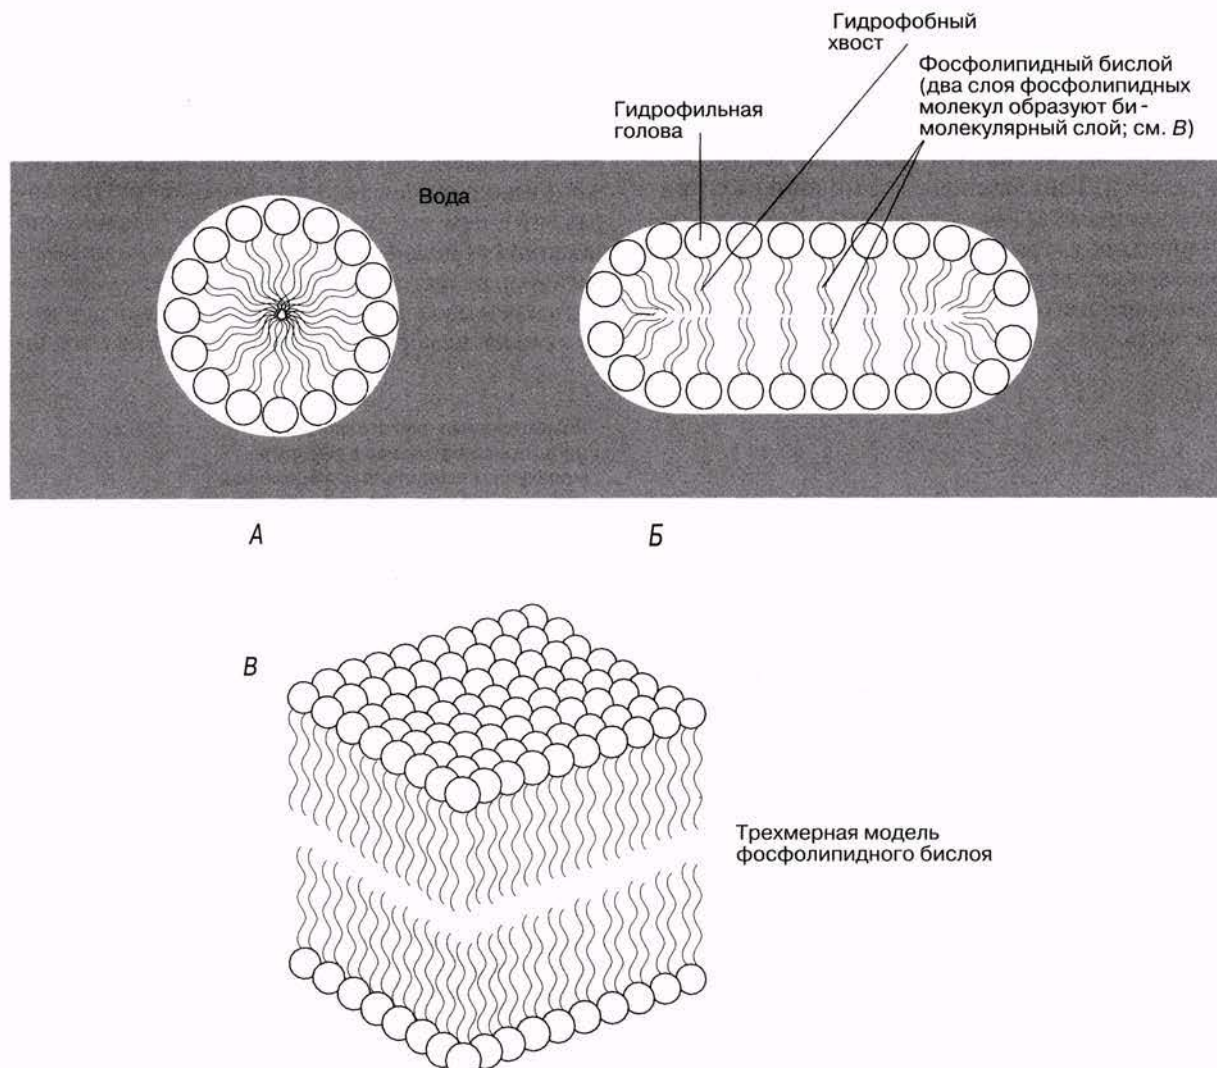 Гидрофобный
хвост
Фосфолипидный бислой
(два слоя фосфолипидных
молекул образуют би-
молекулярный слой; см. В)
Гидрофильная
голова
Вода
А
Б
В
Трехмерная модель
фосфолипидного бислоя